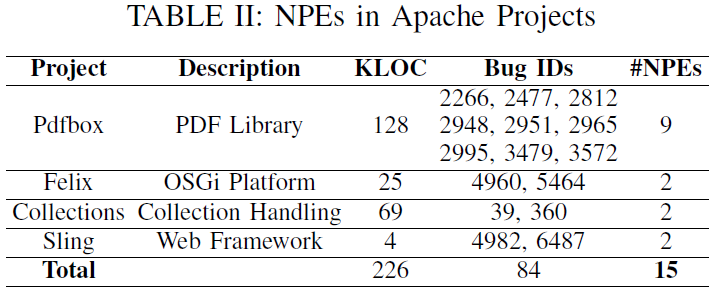 TABLE II: NPEs in Apache Projects
Project Description KLOC Bug IDs #NPEs
2266, 2477, 2812
Pdfbox PDF Library 128 2948, 2951, 2965 9
2995, 3479, 3572
Felix OSGi Platform 25 4960, 5464 2
Collections Collection Handling 69 39, 360 2
Sling Web Framework 4 4982, 6487 2
Total 226 84 15